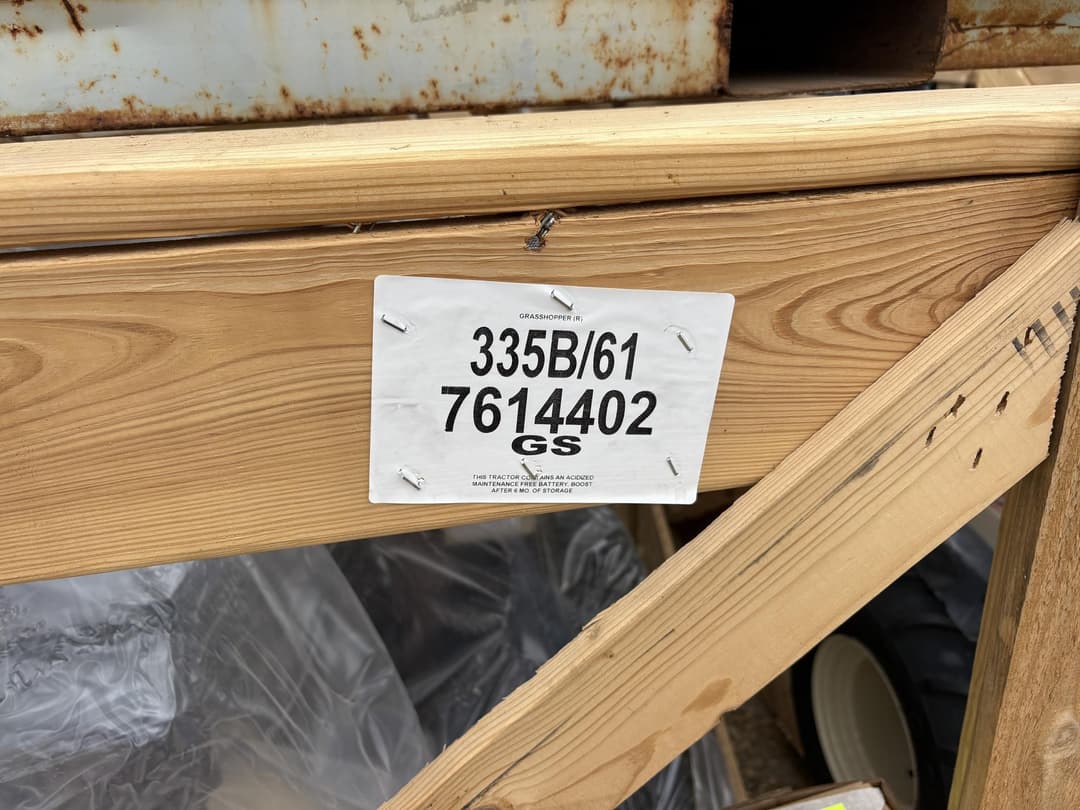 GRASSHOPPER (R)
335B/61
7614402
GS
THIS TRACTOR CONTAINS AN ACIDIZED
MAINTENANCE FREE BATTERY. BOOST
AFTER 6 MO. OF STORAGE